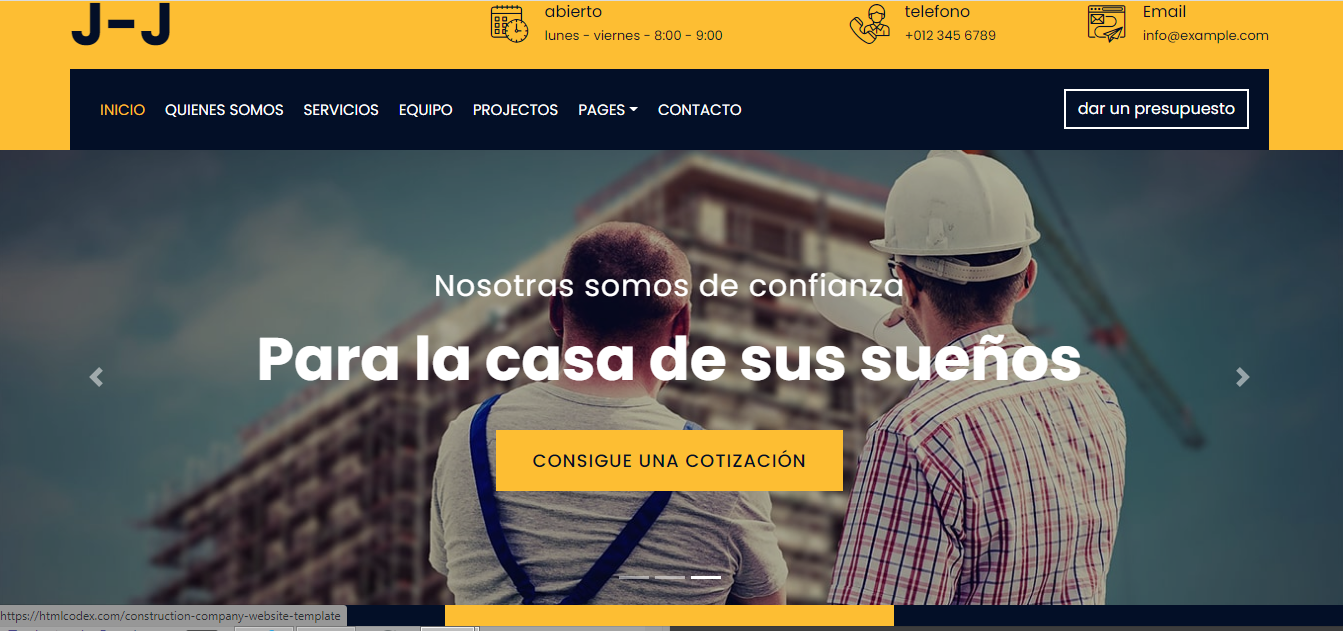 J-J
abierto
lunes - viernes - 8:00 - 9:00
telefono
+012 345 6789
Email
info@example.com
INICIO QUIENES SOMOS SERVICIOS EQUIPO PROJECTOS PAGES CONTACTO
dar un presupuesto
Nosotras somos de confianza
Para la casa de sus sueños
CONSIGUE UNA COTIZACIÓN
https://htmlcodex.com/construction-company-website-template